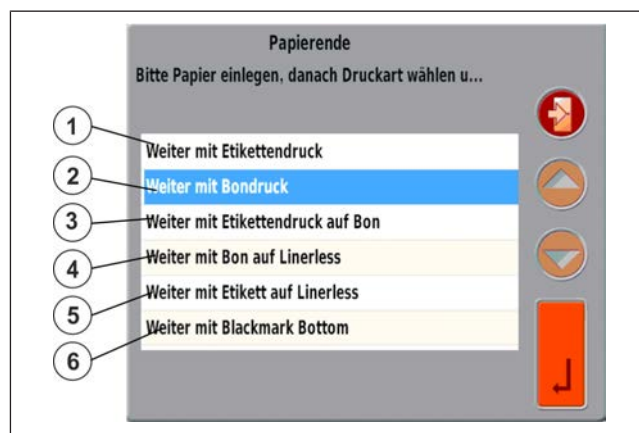 Papierende
Bitte Papier einlegen, danach Druckart wählen u...
1
Weiter mit Etikettendruck
2
Weiter mit Bondruck
3
Weiter mit Etikettendruck auf Bon
4
Weiter mit Bon auf Linerless
5
Weiter mit Etikett auf Linerless
6
Weiter mit Blackmark Bottom